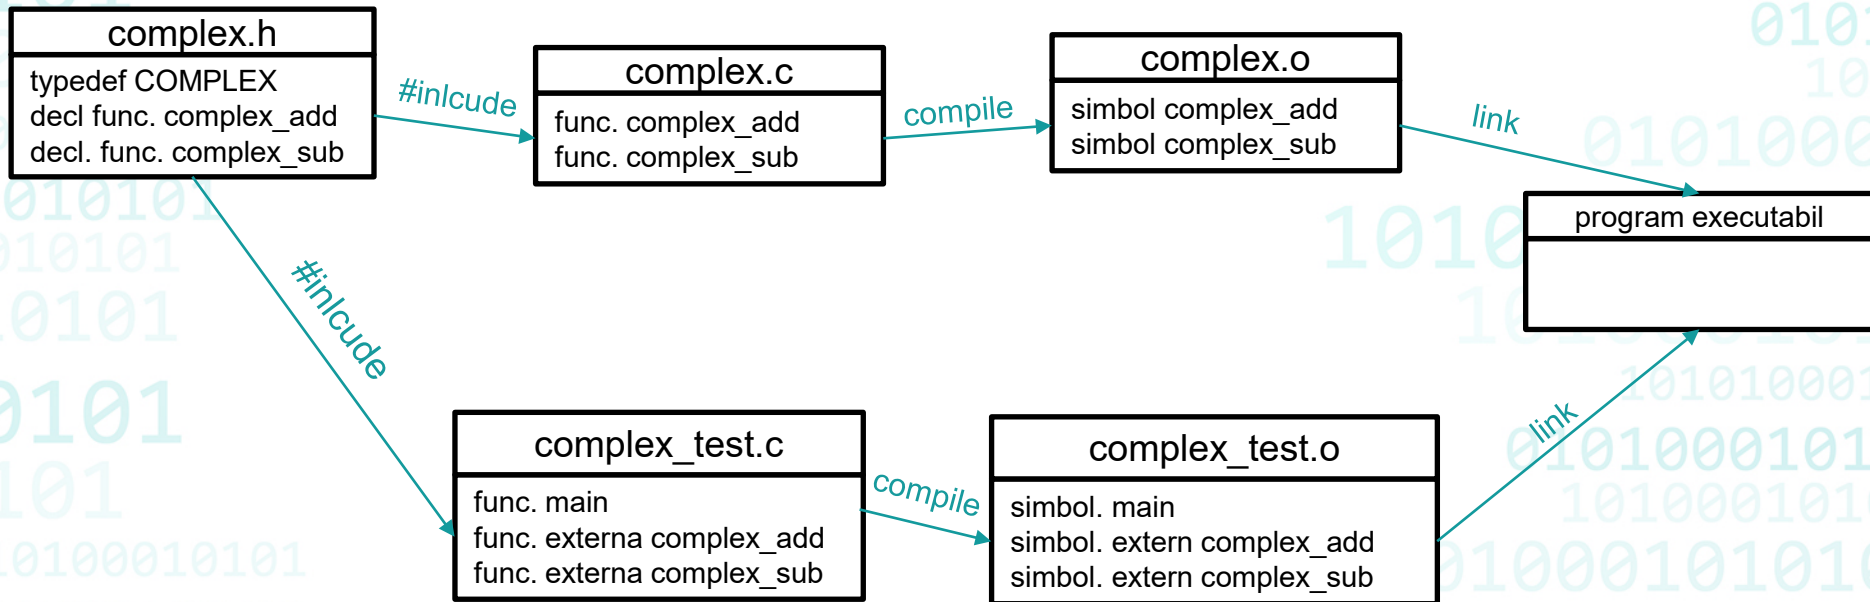 complex.h
typedef COMPLEX
decl func. complex_add
decl. func. complex_sub
#inlcude
complex.c
func. complex_add
func. complex_sub
compile
complex.o
simbol complex_add
simbol complex_sub
link
program executabil
#inlcude
complex_test.c
func. main
func. externa complex_add
func. externa complex_sub
compile
complex_test.o
simbol. main
simbol. extern complex_add
simbol. extern complex_sub
link